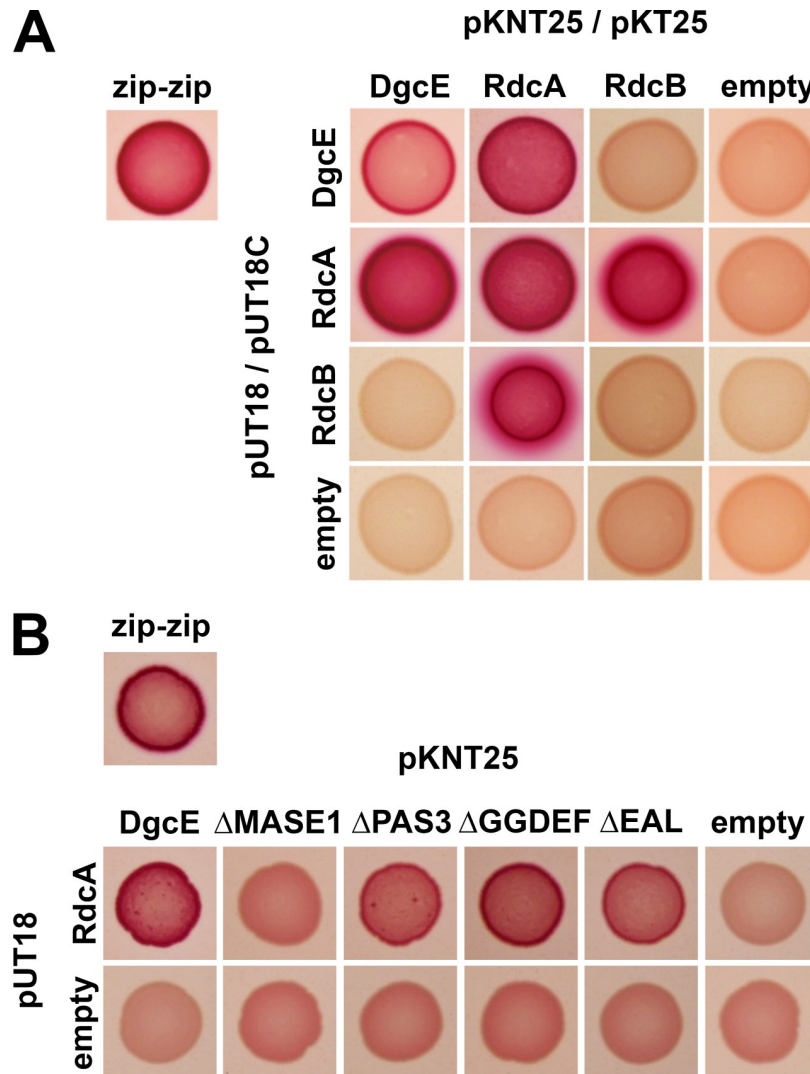 A
pKNT25 / pKT25
zip-zip
DgcE RdcA RdcB empty
pUT18 / pUT18C
DgcE
RdcA
RdcB
empty
B
zip-zip
pKNT25
DgcE ΔMASE1 ΔPAS3 ΔGGDEF ΔEAL empty
pUT18
RdcA
empty